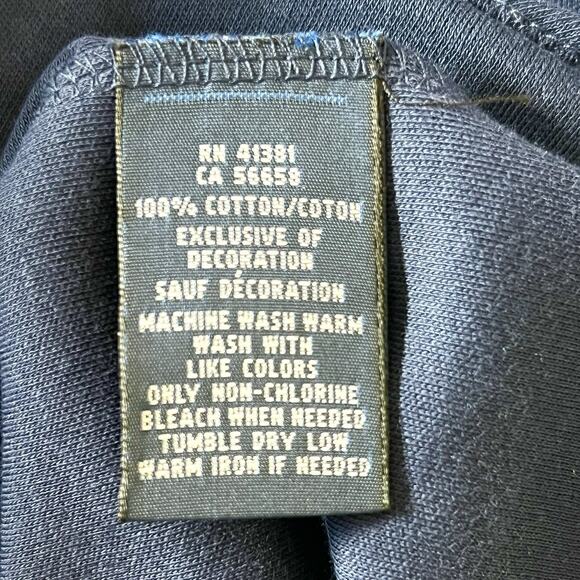 RN 41381
CA 56658
100% COTTON/COTON
EXCLUSIVE OF
DECORATION
SAUF DÉCORATION
MACHINE WASH WARM
WASH WITH
LIKE COLORS
ONLY NON-CHLORINE
BLEACH WHEN NEEDED
TUMBLE DRY LOW
WARM IRON IF NEEDED